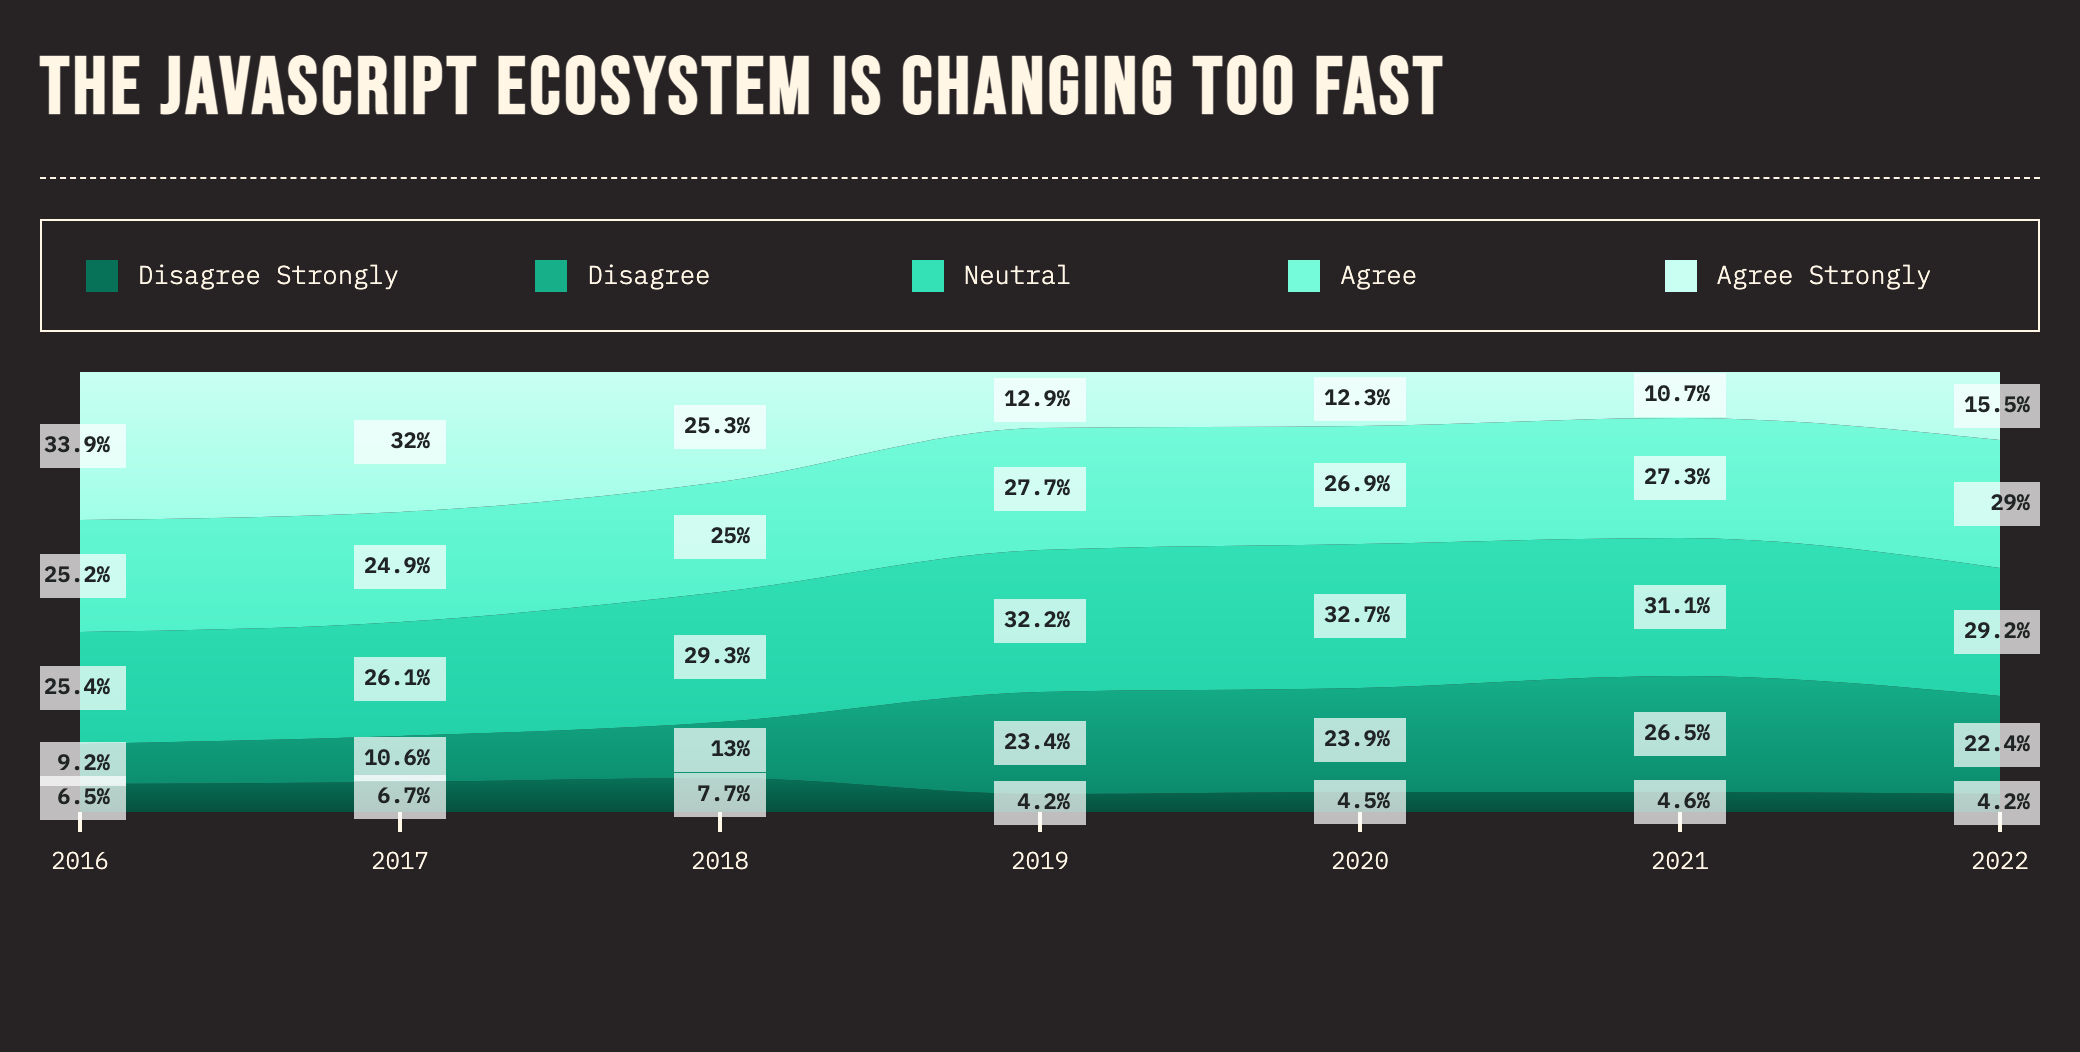 THE JAVASCRIPT ECOSYSTEM IS CHANGING TOO FAST
Disagree Strongly Disagree Neutral Agree Agree Strongly
33.9% 32% 25.3% 12.9% 12.3% 10.7% 15.5%
25.2% 24.9% 25% 27.7% 26.9% 27.3% 29%
25.4% 26.1% 29.3% 32.2% 32.7% 31.1% 29.2%
9.2% 10.6% 13% 23.4% 23.9% 26.5% 22.4%
6.5% 6.7% 7.7% 4.2% 4.5% 4.6% 4.2%
2016 2017 2018 2019 2020 2021 2022